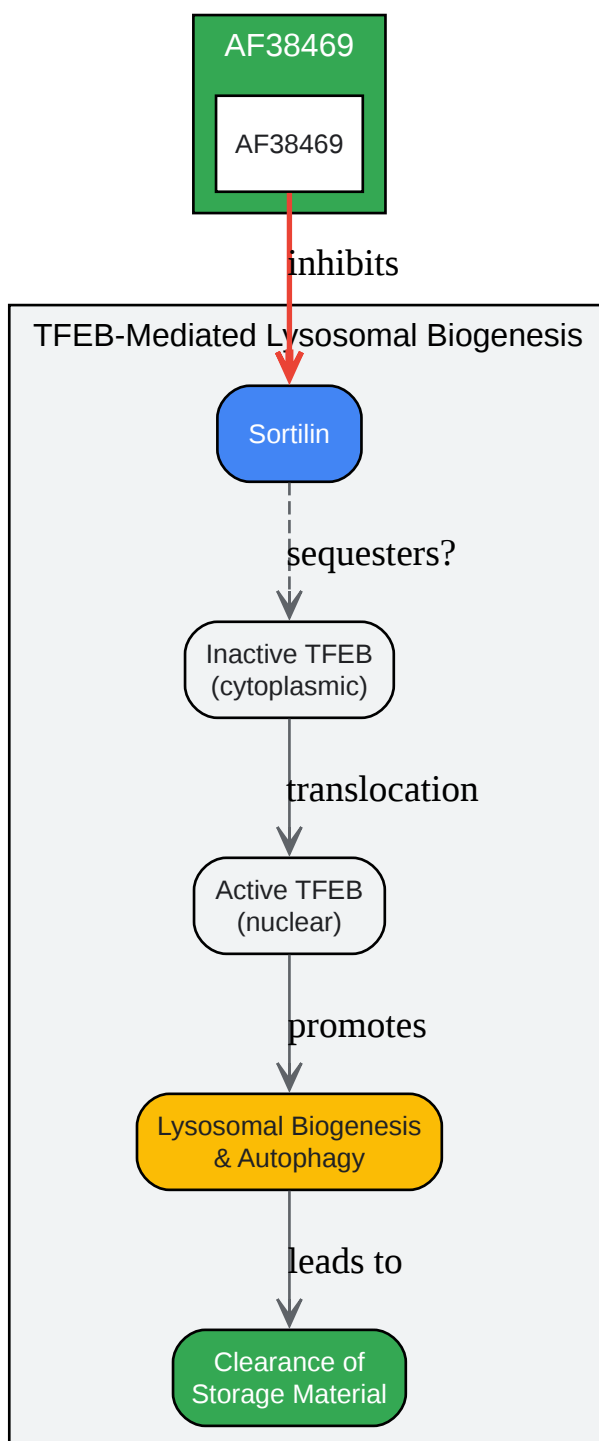 AF38469
AF38469
inhibits
TFEB-Mediated Lysosomal Biogenesis
Sortilin
sequesters?
Inactive TFEB
(cytoplasmic)
translocation
Active TFEB
(nuclear)
promotes
Lysosomal Biogenesis
& Autophagy
leads to
Clearance of
Storage Material